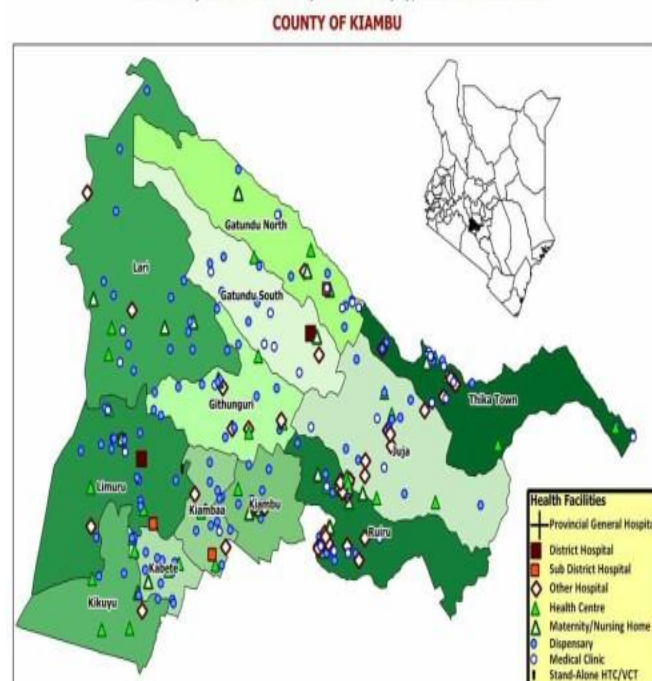 COUNTY OF KIAMBU
Gatundu North
Lari
Gatundu South
Thika Town
Githunguri
Juja
Limuru
Kiambaa
Kiambu
Ruiru
Kabete
Kikuyu
Health Facilities
Provincial General Hospita
District Hospital
Sub District Hospital
Other Hospital
Health Centre
Maternity/Nursing Home
Dispensary
Medical Clinic
Stand-Alone HTC/VCT